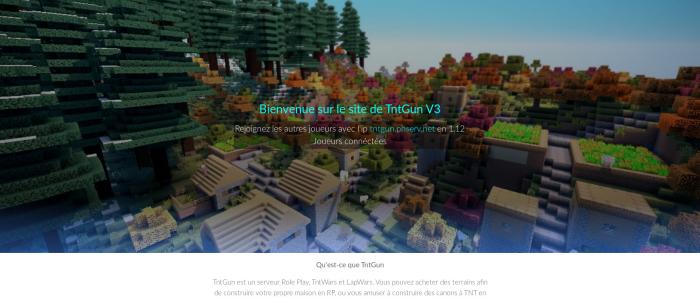 Bienvenue sur le site de TntGun V3
Rejoignez les autres joueurs avec l'ip tntgun.phserv.net en 1.12
Joueurs connéctées
Qu'est-ce que TntGun
TntGun est un serveur Role Play, TntWars et LapWars. Vous pouvez acheter des terrains afin
de construire votre propre maison en RP, ou vous amuser à construire des canons à TNT en